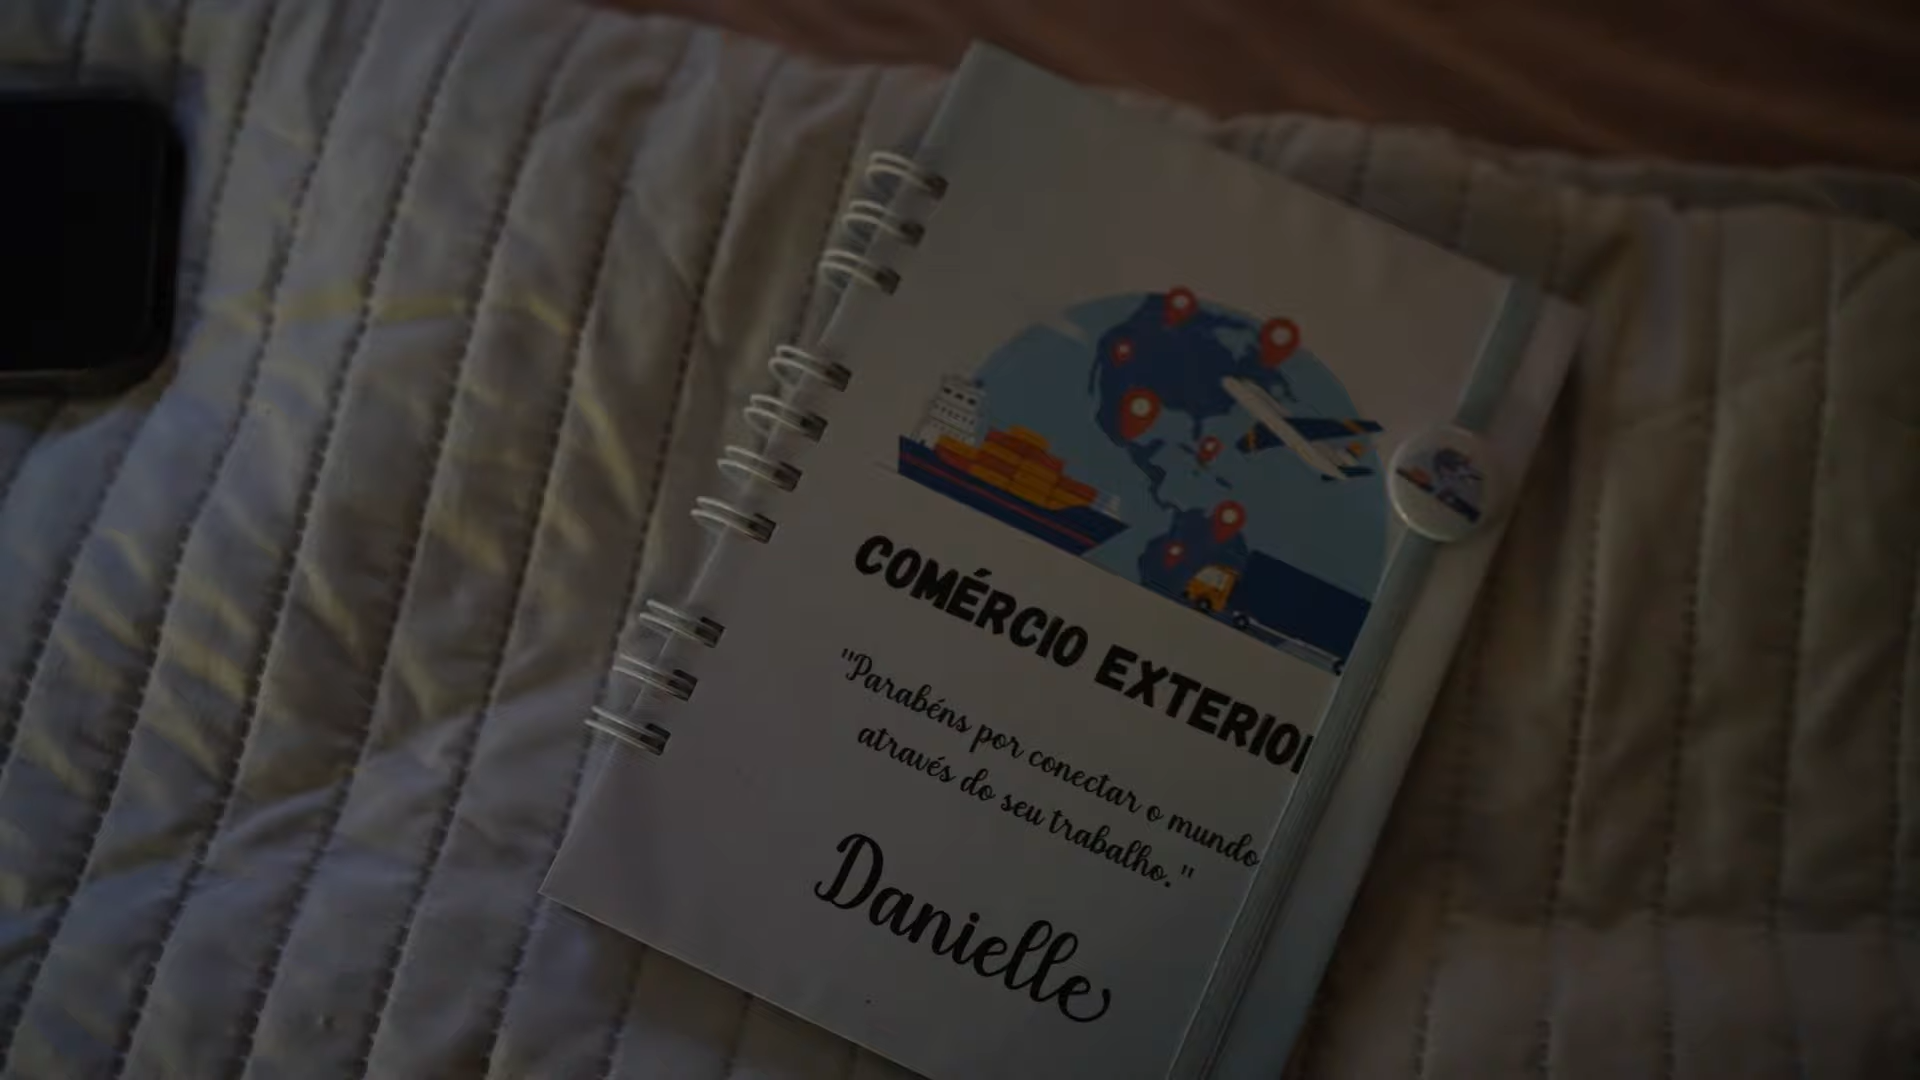 COMÉRCIO EXTERIOR
"Parabéns por conectar o mundo
através do seu trabalho."
Danielle